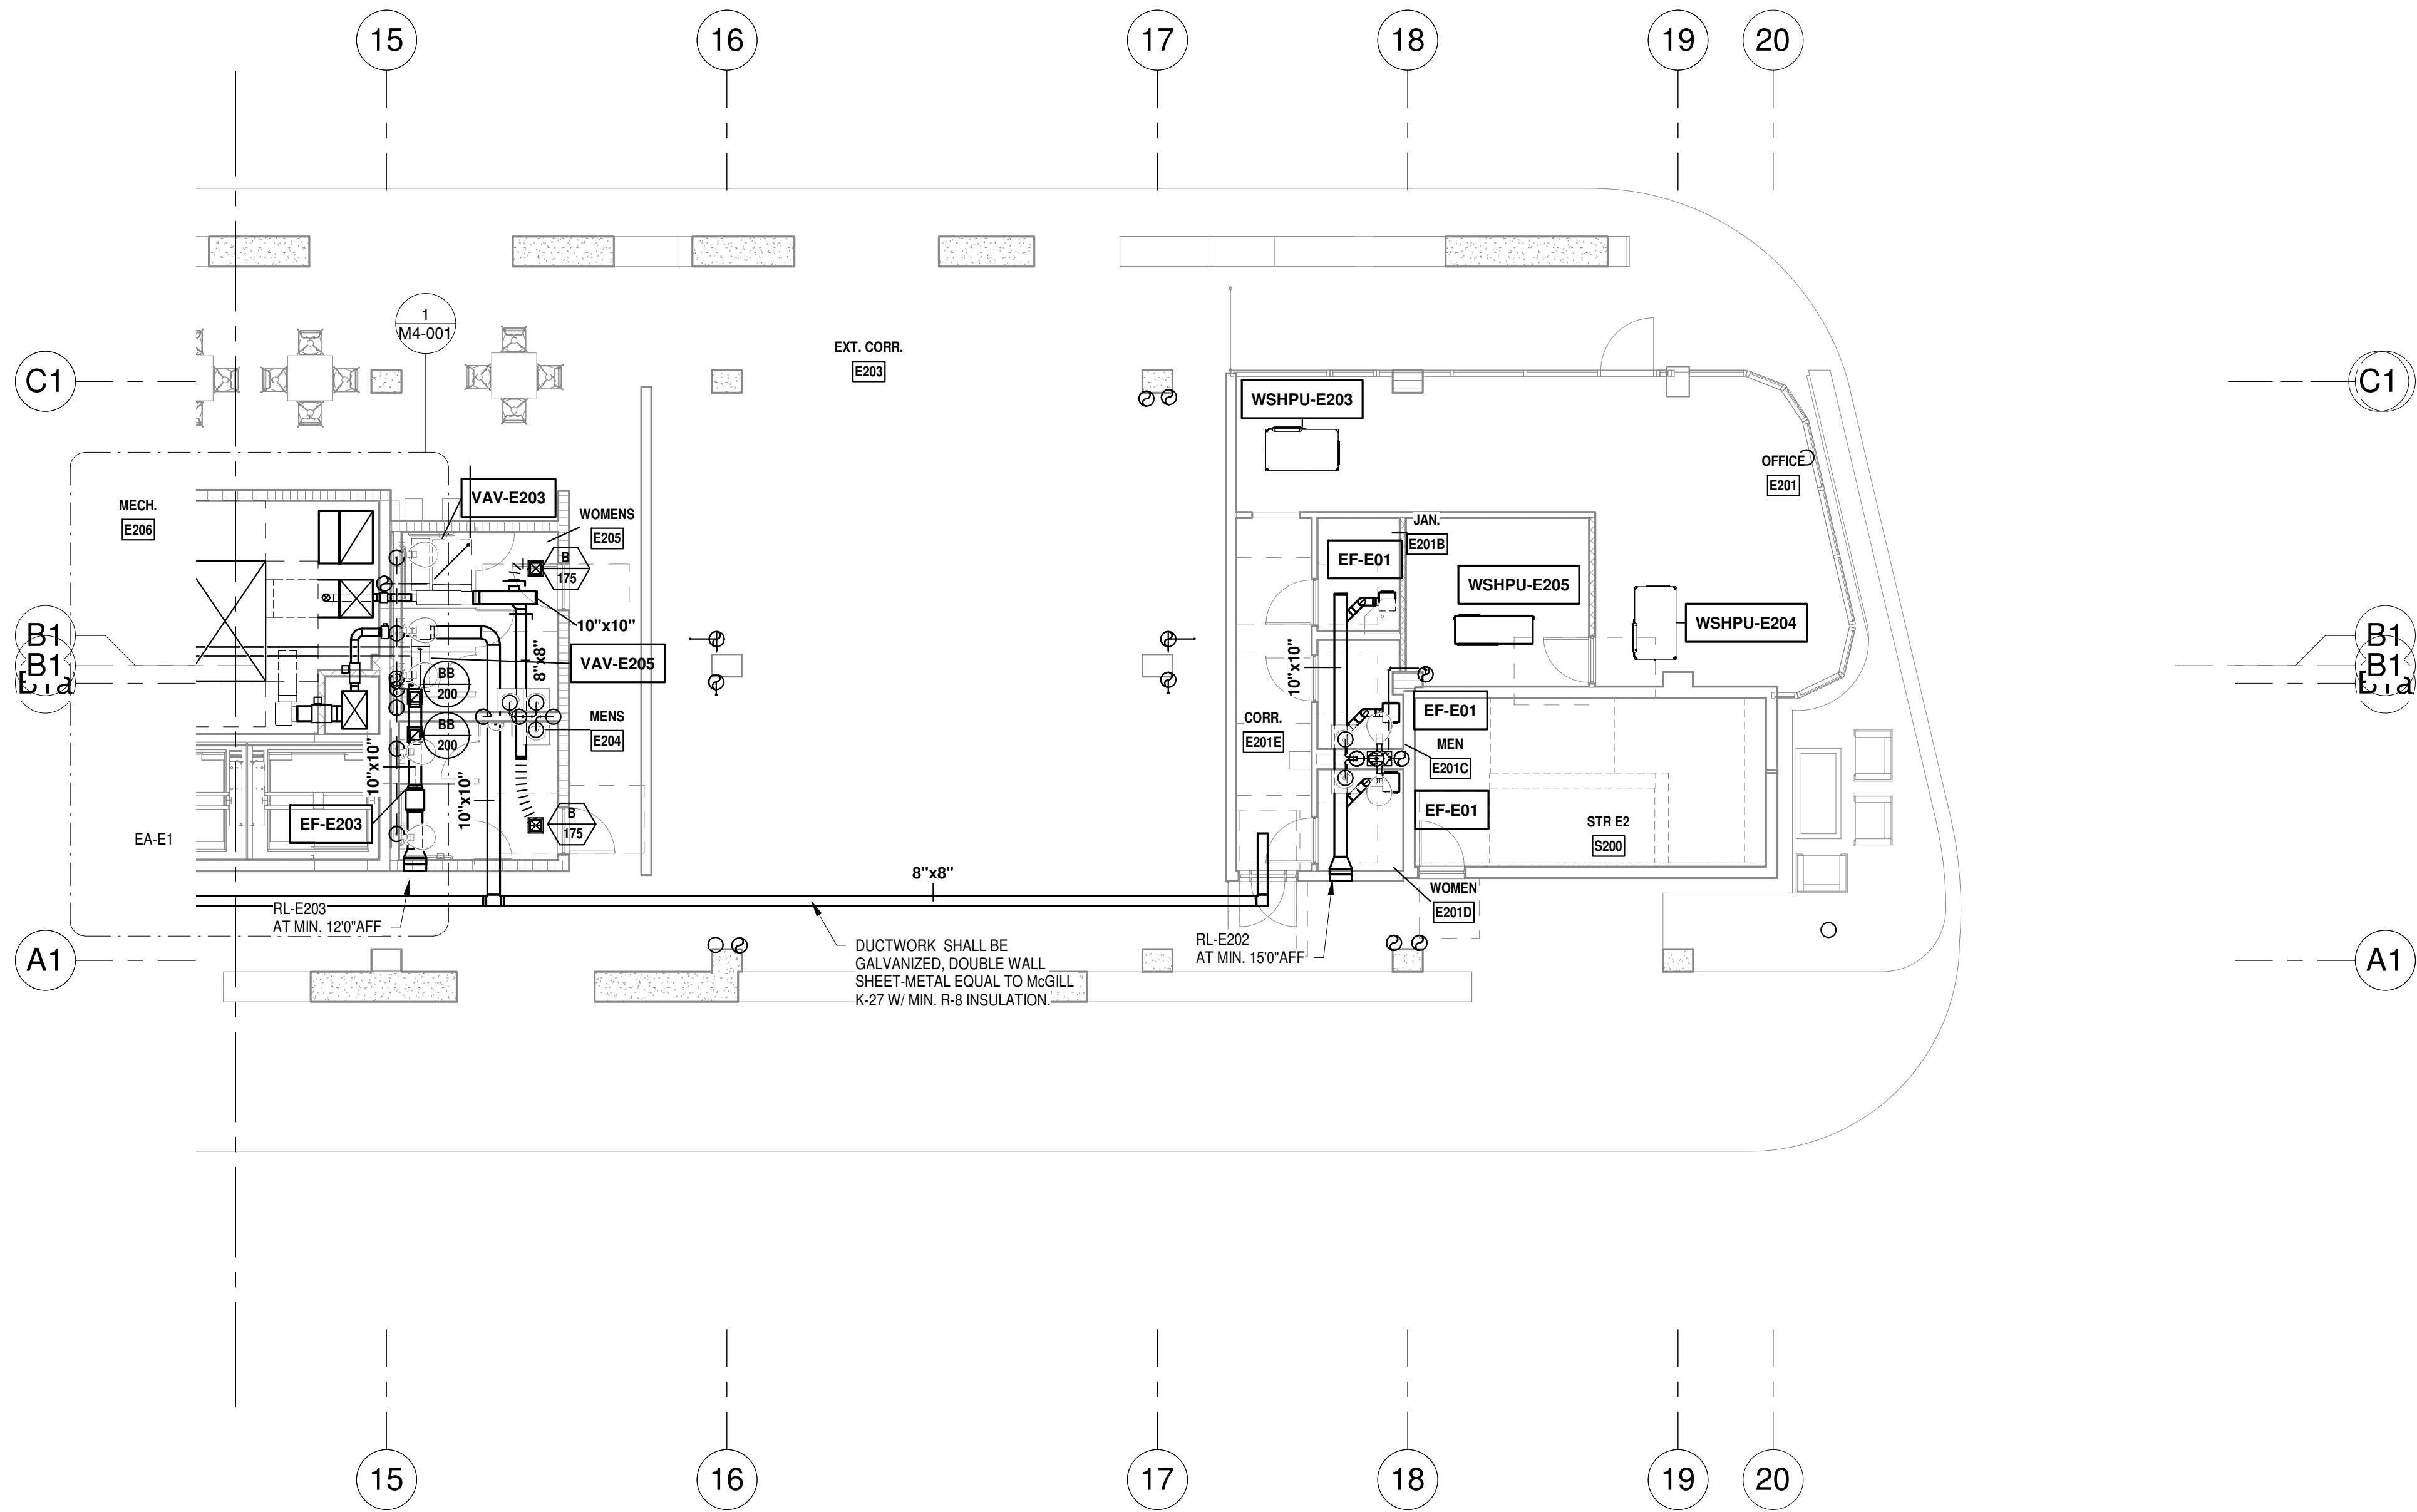 15
16
17
18
19
20
1
M4-001
EXT. CORR.
E203
C1
C1
WSHPU-E203
OFFICE
E201
VAV-E203
MECH.
E206
WOMENS
E205
B
175
JAN.
E201B
EF-E01
WSHPU-E205
WSHPU-E204
10"x10"
B1
B1
B1
B1
VAV-E205
8"x8"
10"x10"
BB
200
BB
200
MENS
E204
EF-E01
CORR.
E201E
MEN
E201C
10"x10"
10"x10"
EF-E203
B
175
EF-E01
STR E2
S200
EA-E1
8"x8"
WOMEN
E201D
RL-E203
AT MIN. 12'0"AFF
RL-E202
AT MIN. 15'0"AFF
DUCTWORK SHALL BE
GALVANIZED, DOUBLE WALL
SHEET-METAL EQUAL TO McGILL
K-27 W/ MIN. R-8 INSULATION.
A1
A1
15
16
17
18
19
20